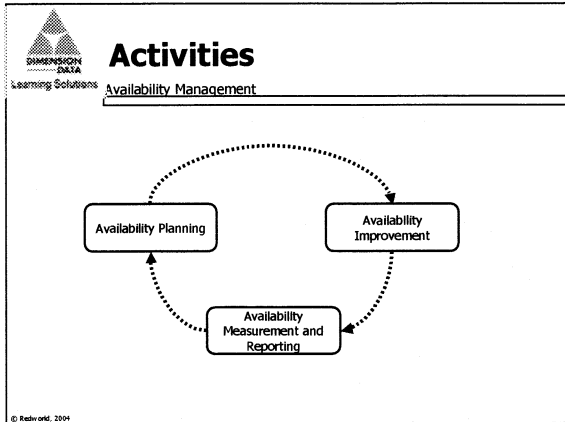 DIMENSION
DATA
Learning Solutions
Activities
Availability Management
Availability Planning
Availability
Improvement
Availability
Measurement and
Reporting
© Redworld, 2004